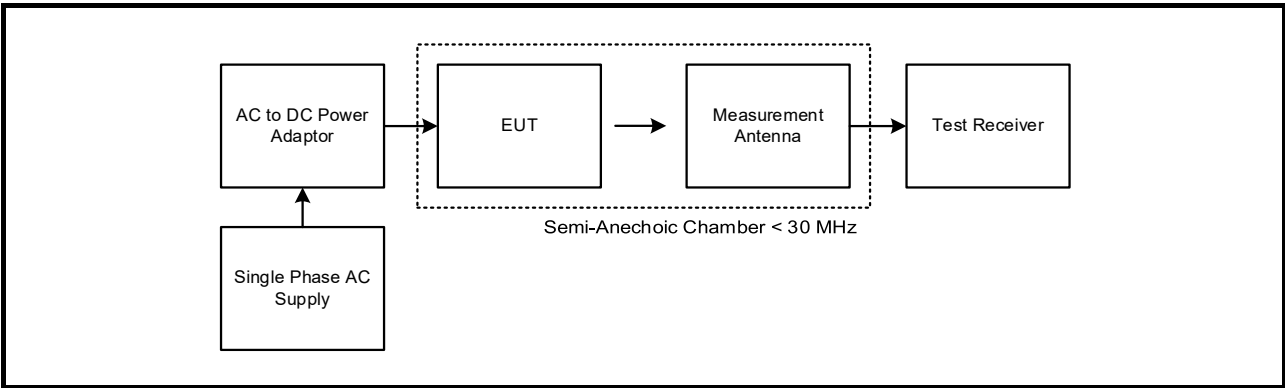 AC to DC Power
Adaptor
EUT
Measurement
Antenna
Test Receiver
Semi-Anechoic Chamber < 30 MHz
Single Phase AC
Supply